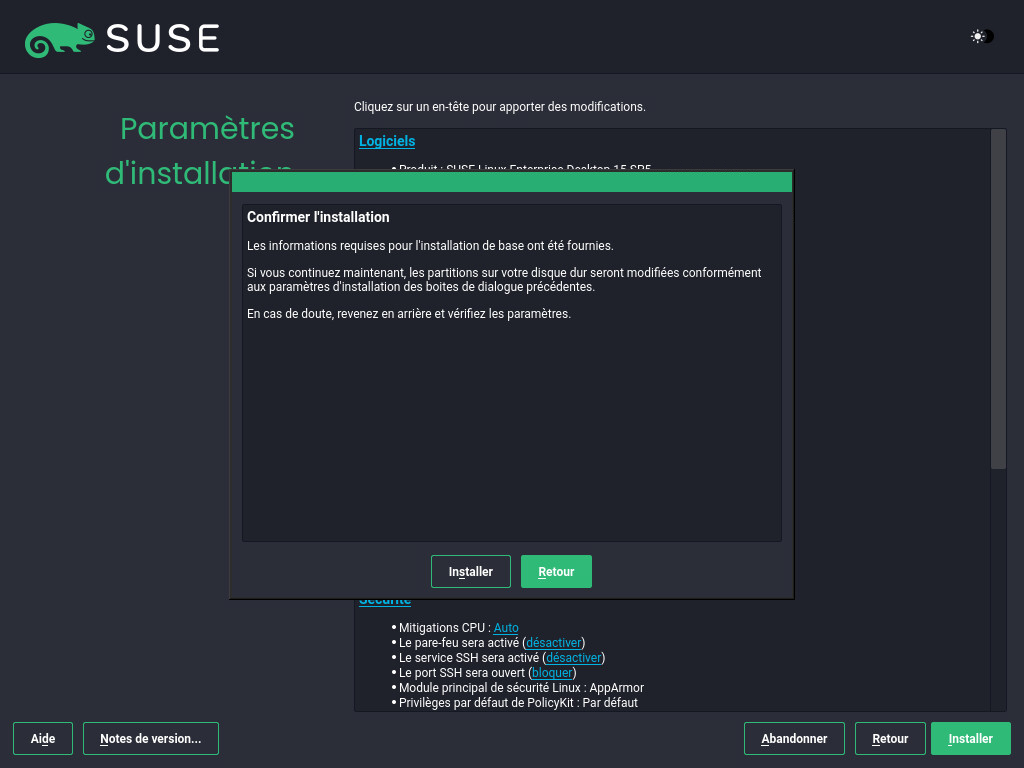 SUSE
Paramètres
d'installation
Cliquez sur un en-tête pour apporter des modifications.
Logiciels
• Produit : SUSE Linux Enterprise Desktop 15 SP5
Confirmer l'installation
Les informations requises pour l'installation de base ont été fournies.
Si vous continuez maintenant, les partitions sur votre disque dur seront modifiées conformément
aux paramètres d'installation des boites de dialogue précédentes.
En cas de doute, revenez en arrière et vérifiez les paramètres.
Installer
Retour
Sécurité
• Mitigations CPU : Auto
• Le pare-feu sera activé (désactiver)
• Le service SSH sera activé (désactiver)
• Le port SSH sera ouvert (bloquer)
• Module principal de sécurité Linux : AppArmor
• Privilèges par défaut de PolicyKit : Par défaut
Aide
Notes de version...
Abandonner
Retour
Installer